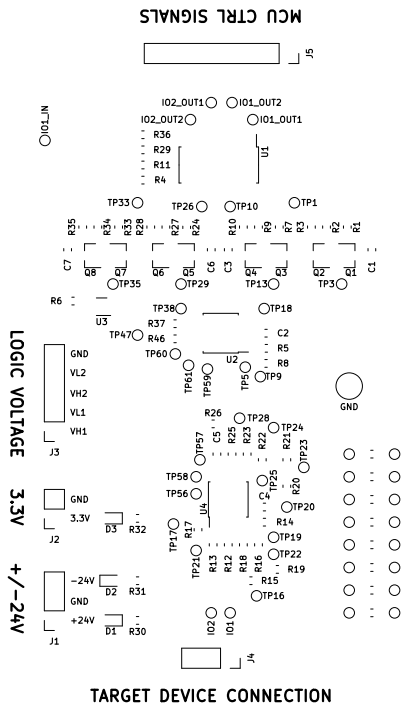 MCU CTRL SIGNALS
J5
IO2_OUT1
IO1_OUT2
IO2_OUT2
IO1_OUT1
IO1_IN
R36
R29
R11
R4
U1
TP33
TP26
TP10
TP1
R35
R34
R33
R28
R27
R24
R10
R9
R7
R3
R2
R1
C7
Q8
Q7
Q6
Q5
C6
C3
Q4
Q3
Q2
Q1
C1
TP35
TP29
TP13
TP3
R6
U3
TP38
TP18
R37
R46
TP47
TP60
U2
C2
R5
R8
TP61
TP59
TP5
TP9
LOGIC VOLTAGE
GND
VL2
VH2
VL1
VH1
J3
GND
R26
TP28
TP24
C5
R25
R23
R22
R21
TP23
TP57
TP58
TP56
TP25
R20
C4
U4
TP20
R14
3.3V
GND
3.3V
J2
D3
R32
TP17
R17
TP19
TP21
TP22
R13
R12
R18
R16
R19
R15
TP16
+/-24V
-24V
GND
+24V
J1
D2
R31
D1
R30
IO2
IO1
J4
TARGET DEVICE CONNECTION